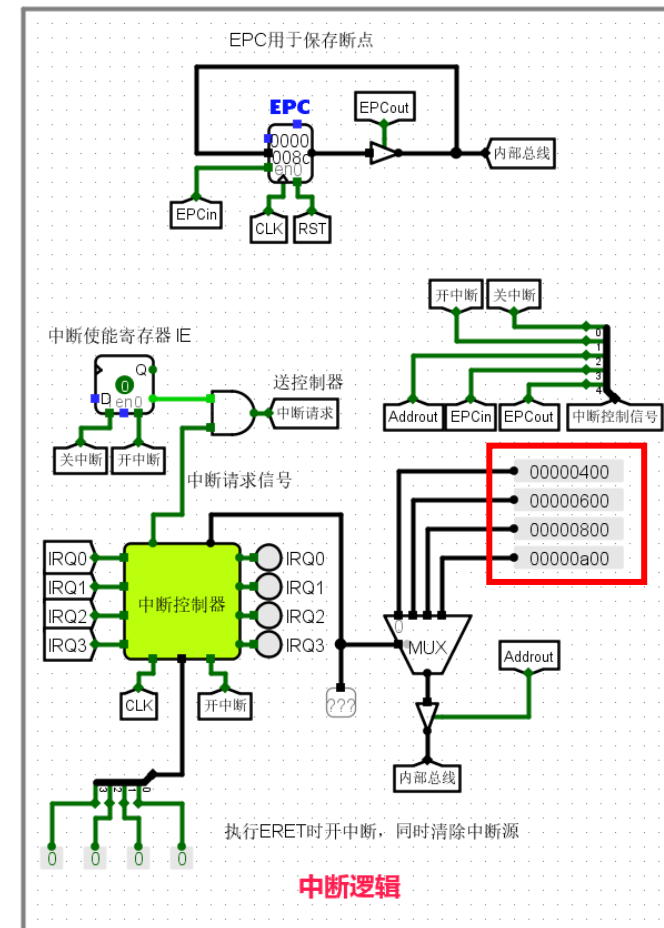 EPC用于保存断点
EPC
EPCout
0000
008c
en0
内部总线
EPCin
CLK
RST
开中断
关中断
中断使能寄存器 IE
0
1
2
3
4
Q
0
D
1 en0
送控制器
中断请求
Addrout
EPCin
EPCout
中断控制信号
关中断
开中断
中断请求信号
00000400
00000600
00000800
00000a00
IRQ0
IRQ1
IRQ2
IRQ3
中断控制器
IRQ0
IRQ1
IRQ2
IRQ3
0
MUX
Addrout
CLK
开中断
???
内部总线
3
2
1
0
0
0
0
0
执行ERET时开中断，同时清除中断源
中断逻辑